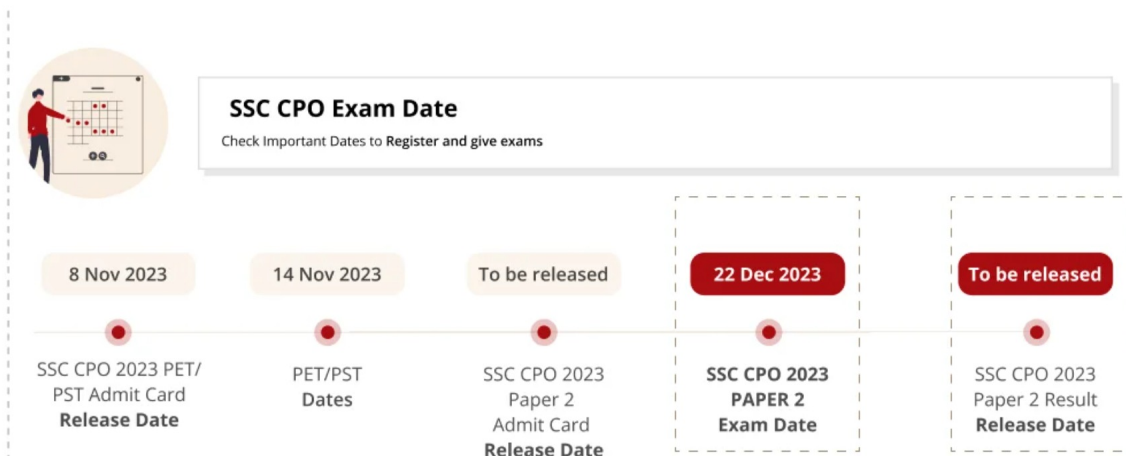 SSC CPO Exam Date
Check Important Dates to Register and give exams
8 Nov 2023
14 Nov 2023
To be released
22 Dec 2023
To be released
SSC CPO 2023 PET/
PST Admit Card
Release Date
PET/PST
Dates
SSC CPO 2023
Paper 2
Admit Card
Release Date
SSC CPO 2023
PAPER 2
Exam Date
SSC CPO 2023
Paper 2 Result
Release Date